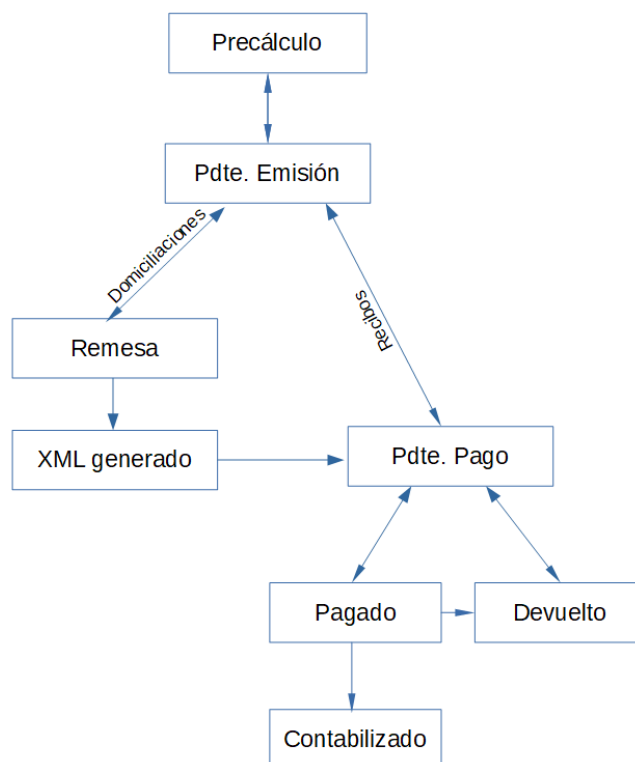 Precálculo
Pdte. Emisión
Domiciliaciones
Recibos
Remesa
XML generado
Pdte. Pago
Pagado
Devuelto
Contabilizado